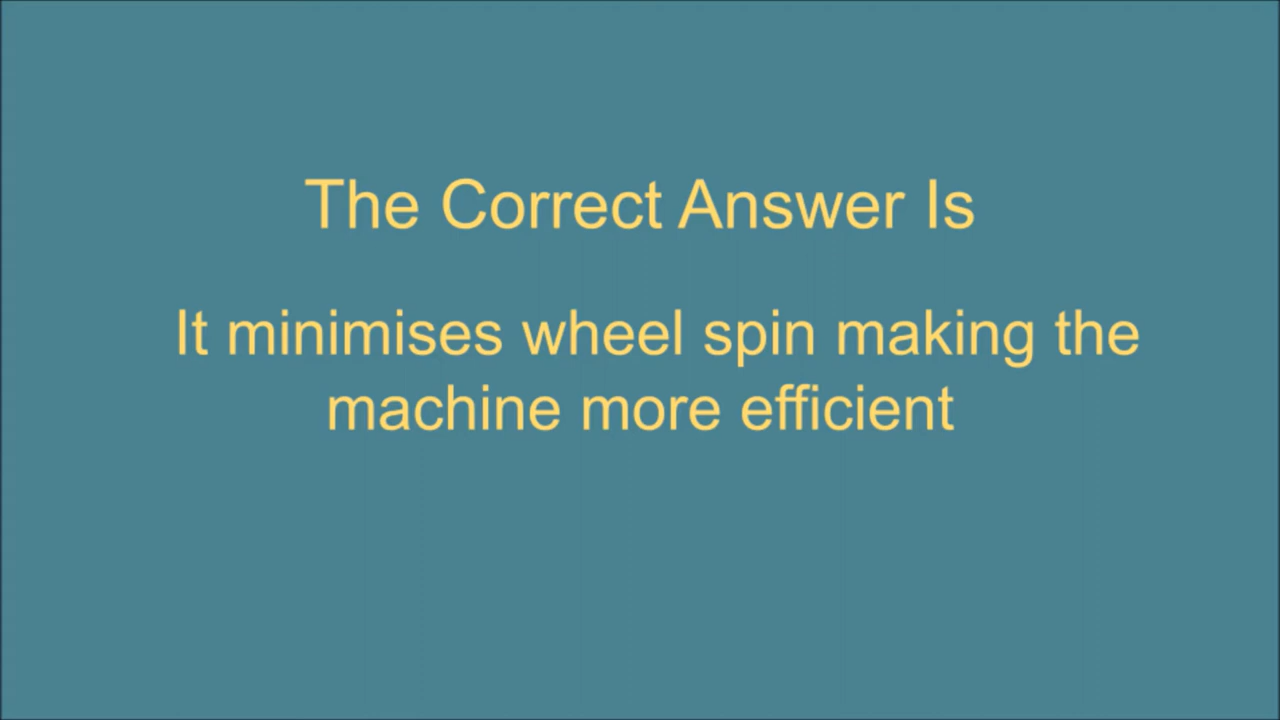 The Correct Answer Is
It minimises wheel spin making the
machine more efficient